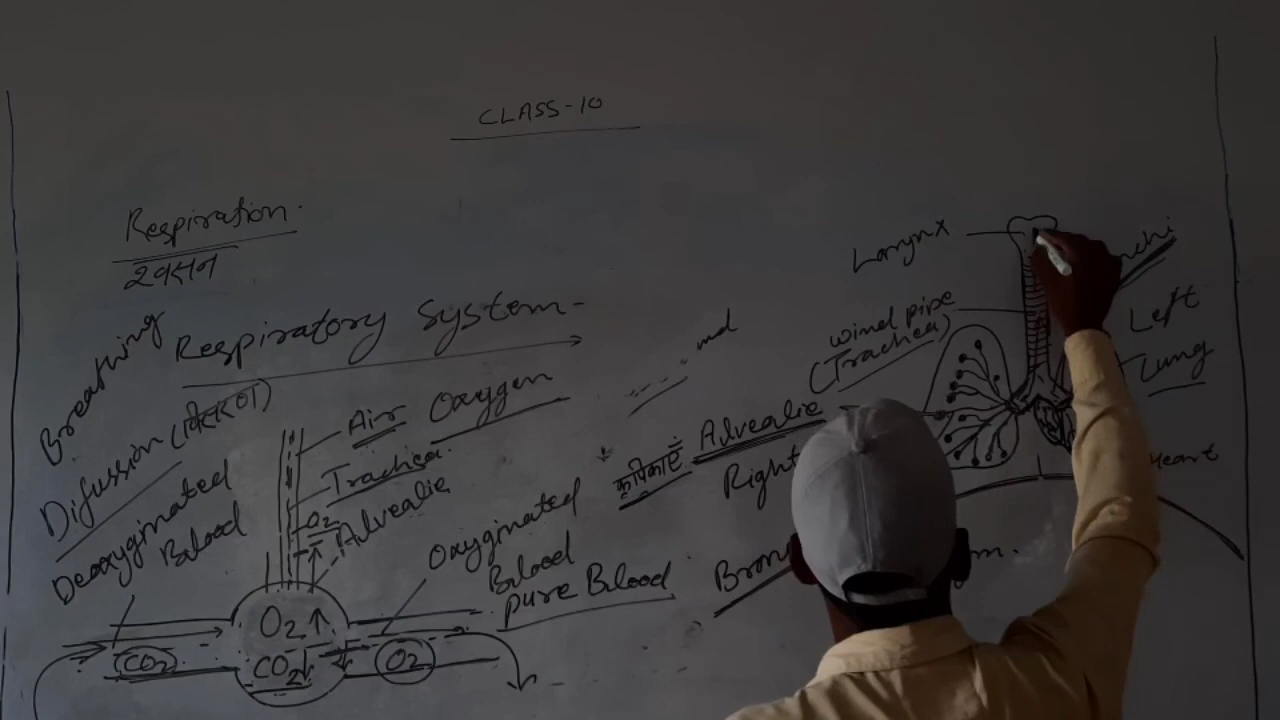 CLASS-10
Respiration.
श्वसन
Respiratory System-
Breathing
Difussion (विसरण)
Deoxyginated
Blood
Air Oxygen
Trachea.
O2
Alvealie
Oxyginated
Blood
pure Blood
O2 ↑
CO2 ↓
CO2
O2
Larynx
wind pipe
(Trachea)
कूपिकाएँ Alvealie
Right
Left
Lung
Heart